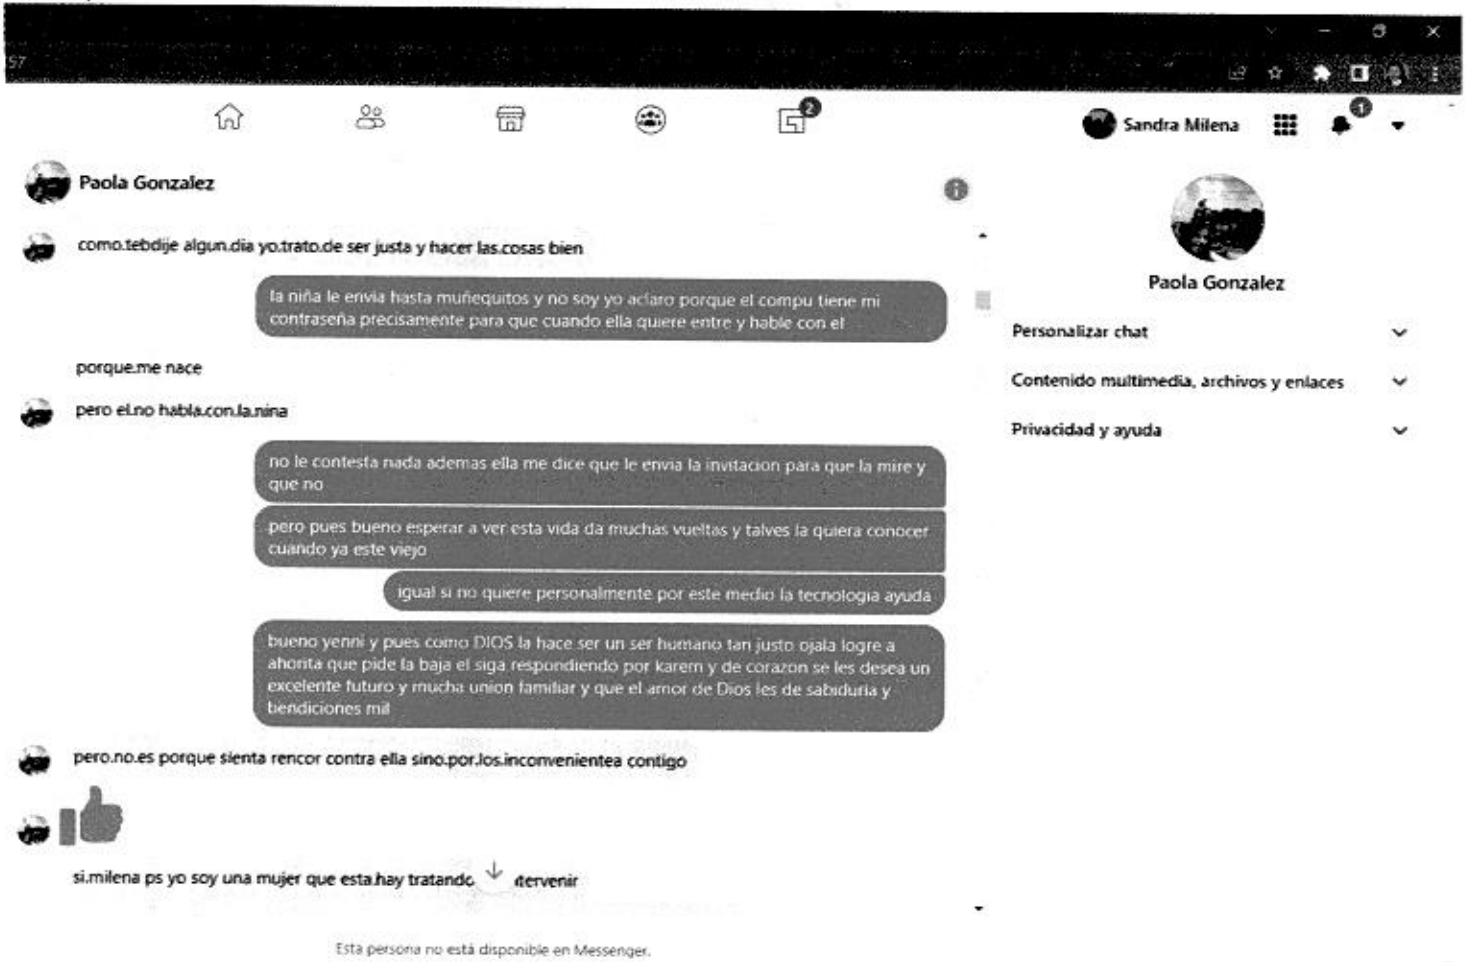 57
2
Sandra Milena
1
Paola Gonzalez
como.tebdije algun.dia yo.trato.de ser justa y hacer las.cosas bien
la niña le envia hasta muñequitos y no soy yo aclaro porque el compu tiene mi
contraseña precisamente para que cuando ella quiere entre y hable con el
porque.me nace
pero el.no habla.con.la.nina
no le contesta nada ademas ella me dice que le envia la invitacion para que la mire y
que no
pero pues bueno esperar a ver esta vida da muchas vueltas y talves la quiera conocer
cuando ya este viejo
igual si no quiere personalmente por este medio la tecnologia ayuda
bueno yenni y pues como DIOS la hace ser un ser humano tan justo ojala logre a
ahorita que pide la baja el siga respondiendo por karem y de corazon se les desea un
excelente futuro y mucha union familiar y que el amor de Dios les de sabiduria y
bendiciones mil
pero.no.es porque sienta rencor contra ella sino.por.los.inconvenientea contigo
si.milena ps yo soy una mujer que esta.hay tratando tervenir
Esta persona no está disponible en Messenger.
Paola Gonzalez
Personalizar chat
Contenido multimedia, archivos y enlaces
Privacidad y ayuda